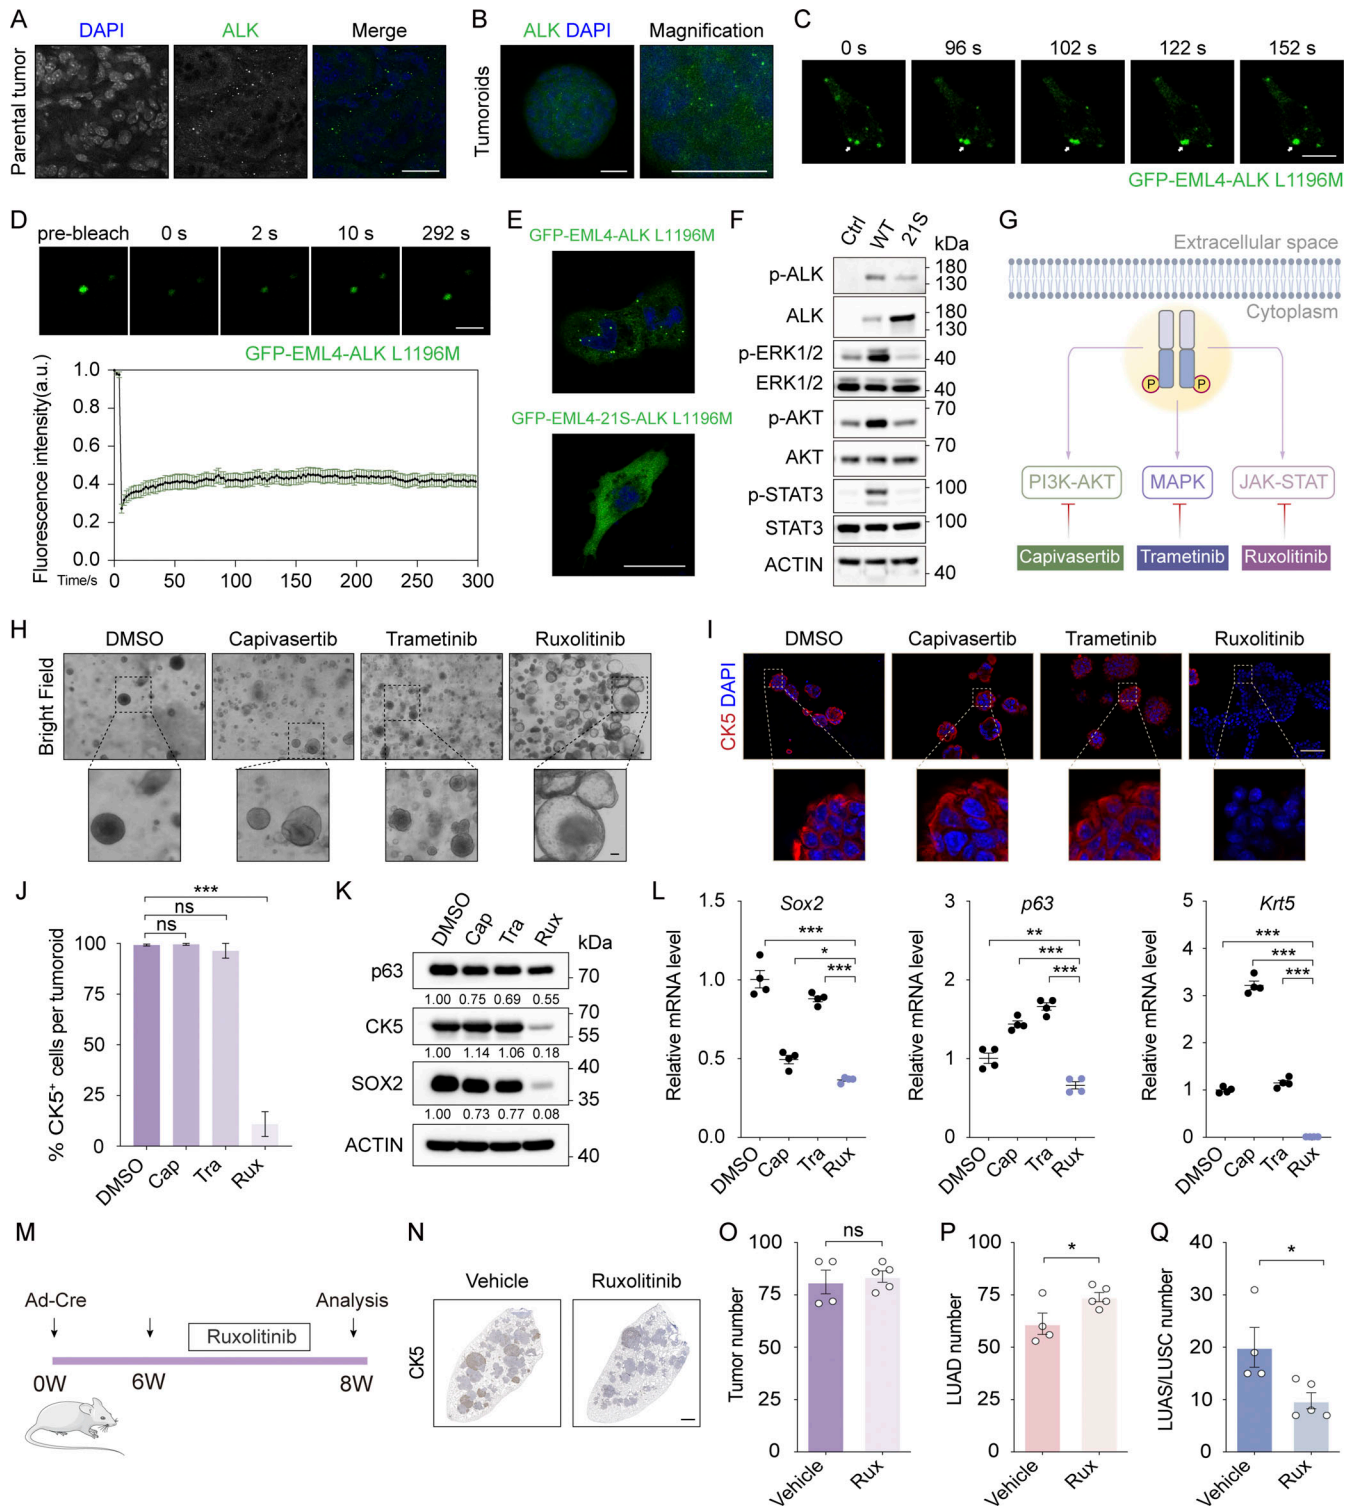 A
DAPI
ALK
Merge
Parental tumor
B
ALK DAPI
Magnification
Tumoroids
C
0 s
96 s
102 s
122 s
152 s
GFP-EML4-ALK L1196M
D
pre-bleach
0 s
2 s
10 s
292 s
GFP-EML4-ALK L1196M
Fluorescence intensity(a.u.)
1.0
0.8
0.6
0.4
0.2
0.0
Time/s
0
50
100
150
200
250
300
E
GFP-EML4-ALK L1196M
GFP-EML4-21S-ALK L1196M
F
Ctrl
WT
21S
kDa
p-ALK
180
130
ALK
180
130
p-ERK1/2
40
ERK1/2
40
p-AKT
70
AKT
70
p-STAT3
100
STAT3
100
ACTIN
40
G
Extracellular space
Cytoplasm
P
P
PI3K-AKT
MAPK
JAK-STAT
Capivasertib
Trametinib
Ruxolitinib
H
DMSO
Capivasertib
Trametinib
Ruxolitinib
Bright Field
I
DMSO
Capivasertib
Trametinib
Ruxolitinib
CK5 DAPI
J
% CK5+ cells per tumoroid
100
75
50
25
0
***
ns
ns
DMSO
Cap
Tra
Rux
K
DMSO
Cap
Tra
Rux
kDa
p63
70
1.00 0.75 0.69 0.55
CK5
70
55
1.00 1.14 1.06 0.18
SOX2
40
35
1.00 0.73 0.77 0.08
ACTIN
40
L
Sox2
Relative mRNA level
1.5
1.0
0.5
0.0
***
*
***
DMSO
Cap
Tra
Rux
p63
Relative mRNA level
3
2
1
0
**
***
***
DMSO
Cap
Tra
Rux
Krt5
Relative mRNA level
5
4
3
2
1
0
***
***
***
DMSO
Cap
Tra
Rux
M
Ad-Cre
Analysis
Ruxolitinib
0W
6W
8W
N
Vehicle
Ruxolitinib
CK5
O
Tumor number
100
75
50
25
0
ns
Vehicle
Rux
P
LUAD number
100
75
50
25
0
*
Vehicle
Rux
Q
LUAS/LUSC number
40
30
20
10
0
*
Vehicle
Rux